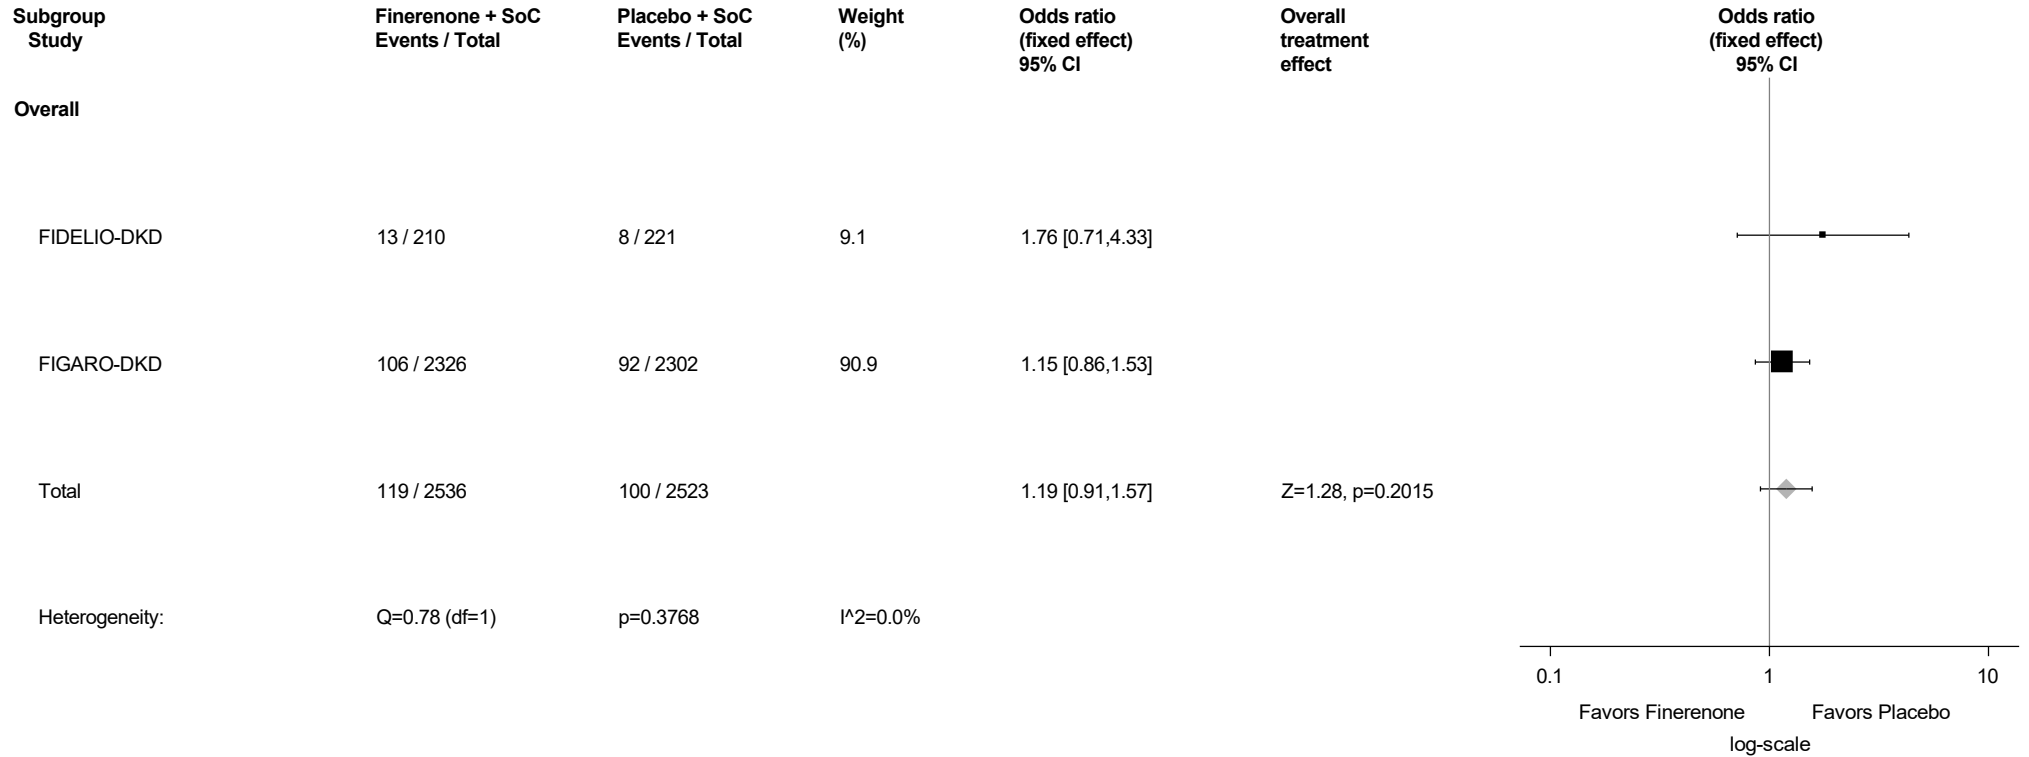 Subgroup Finerenone + SoC Placebo + SoC Weight Odds ratio Overall Odds ratio
Study Events / Total Events / Total (%) (fixed effect) treatment (fixed effect)
95% CI effect 95% CI
Overall
FIDELIO-DKD 13 / 210 8 / 221 9.1 1.76 [0.71,4.33]
FIGARO-DKD 106 / 2326 92 / 2302 90.9 1.15 [0.86,1.53]
Total 119 / 2536 100 / 2523 1.19 [0.91,1.57] Z=1.28, p=0.2015
Heterogeneity: Q=0.78 (df=1) p=0.3768 I^2=0.0%
0.1 1 10
Favors Finerenone Favors Placebo
log-scale